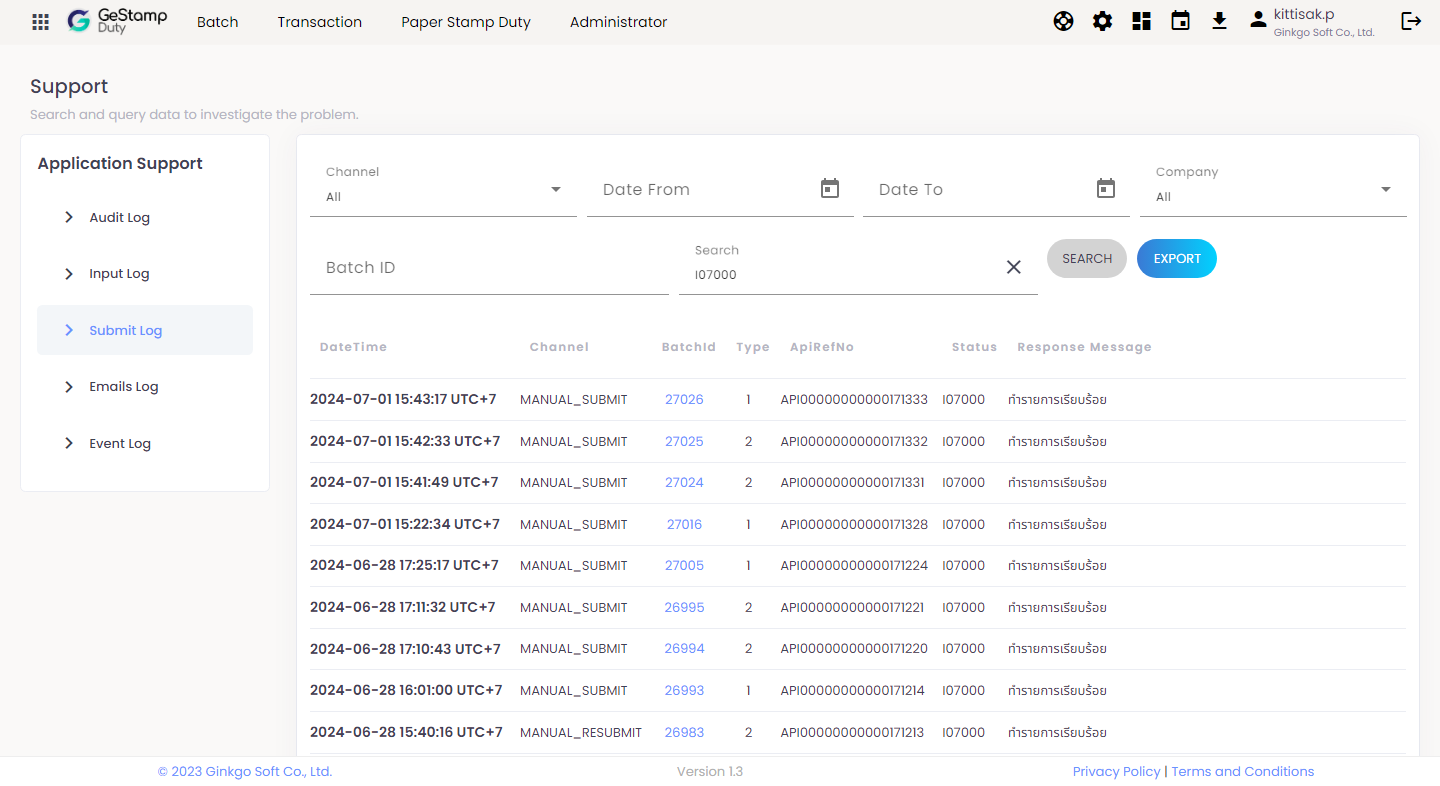 GeStamp
Duty
Batch
Transaction
Paper Stamp Duty
Administrator
kittisak.p
Ginkgo Soft Co., Ltd.
Support
Search and query data to investigate the problem.
Application Support
Audit Log
Input Log
Submit Log
Emails Log
Event Log
Channel
All
Date From
Date To
Company
All
Batch ID
Search
I07000
SEARCH
EXPORT
DateTime Channel BatchId Type ApiRefNo Status Response Message
2024-07-01 15:43:17 UTC+7 MANUAL_SUBMIT 27026 1 API00000000000171333 I07000 ทำรายการเรียบร้อย
2024-07-01 15:42:33 UTC+7 MANUAL_SUBMIT 27025 2 API00000000000171332 I07000 ทำรายการเรียบร้อย
2024-07-01 15:41:49 UTC+7 MANUAL_SUBMIT 27024 2 API00000000000171331 I07000 ทำรายการเรียบร้อย
2024-07-01 15:22:34 UTC+7 MANUAL_SUBMIT 27016 1 API00000000000171328 I07000 ทำรายการเรียบร้อย
2024-06-28 17:25:17 UTC+7 MANUAL_SUBMIT 27005 1 API00000000000171224 I07000 ทำรายการเรียบร้อย
2024-06-28 17:11:32 UTC+7 MANUAL_SUBMIT 26995 2 API00000000000171221 I07000 ทำรายการเรียบร้อย
2024-06-28 17:10:43 UTC+7 MANUAL_SUBMIT 26994 2 API00000000000171220 I07000 ทำรายการเรียบร้อย
2024-06-28 16:01:00 UTC+7 MANUAL_SUBMIT 26993 1 API00000000000171214 I07000 ทำรายการเรียบร้อย
2024-06-28 15:40:16 UTC+7 MANUAL_RESUBMIT 26983 2 API00000000000171213 I07000 ทำรายการเรียบร้อย
© 2023 Ginkgo Soft Co., Ltd.
Version 1.3
Privacy Policy | Terms and Conditions